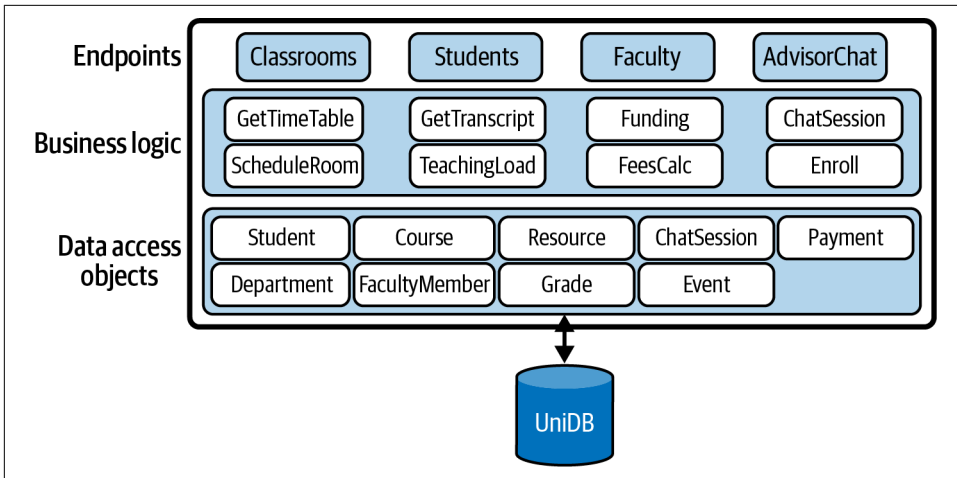 Endpoints
Classrooms
Students
Faculty
AdvisorChat
Business logic
GetTimeTable
GetTranscript
Funding
ChatSession
ScheduleRoom
TeachingLoad
FeesCalc
Enroll
Data access
objects
Student
Course
Resource
ChatSession
Payment
Department
FacultyMember
Grade
Event
UniDB